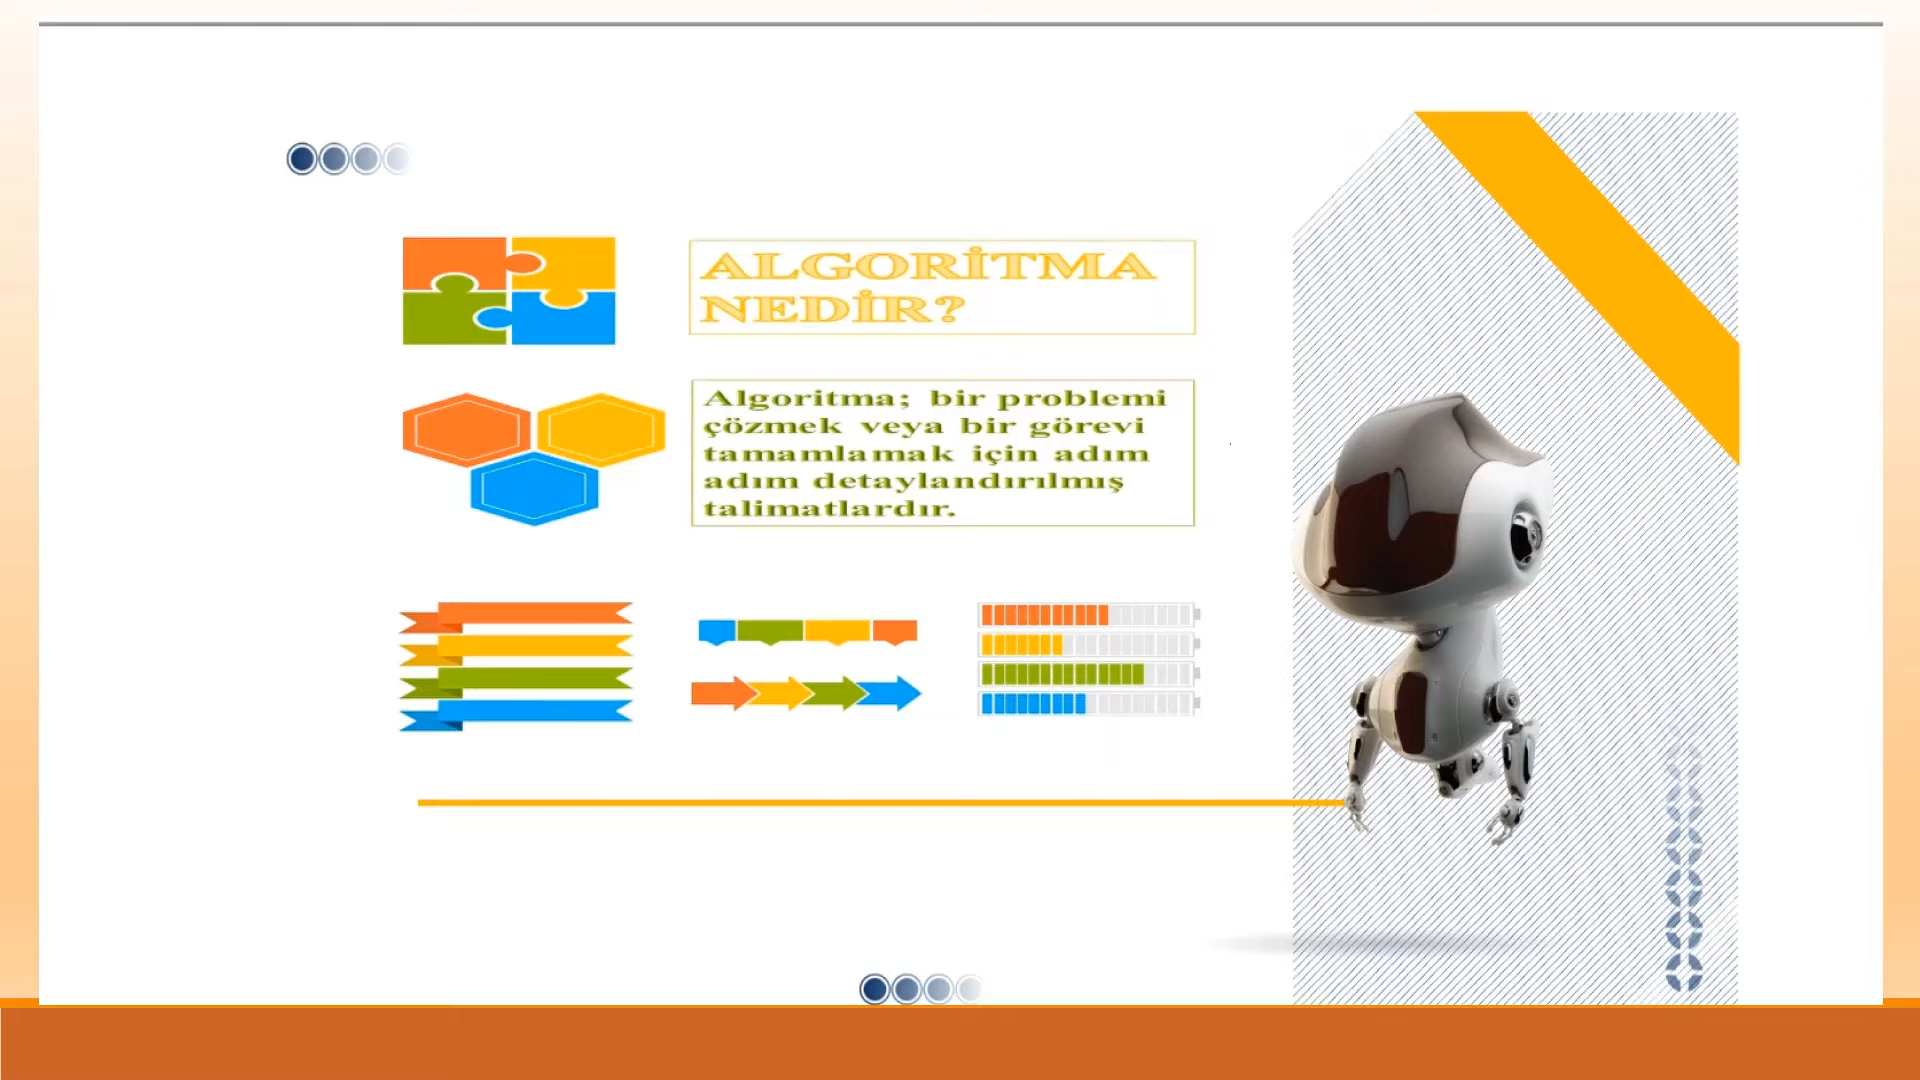 ALGORİTMA
NEDİR?
Algoritma; bir problemi
çözmek veya bir görevi
tamamlamak için adım
adım detaylandırılmış
talimatlardır.